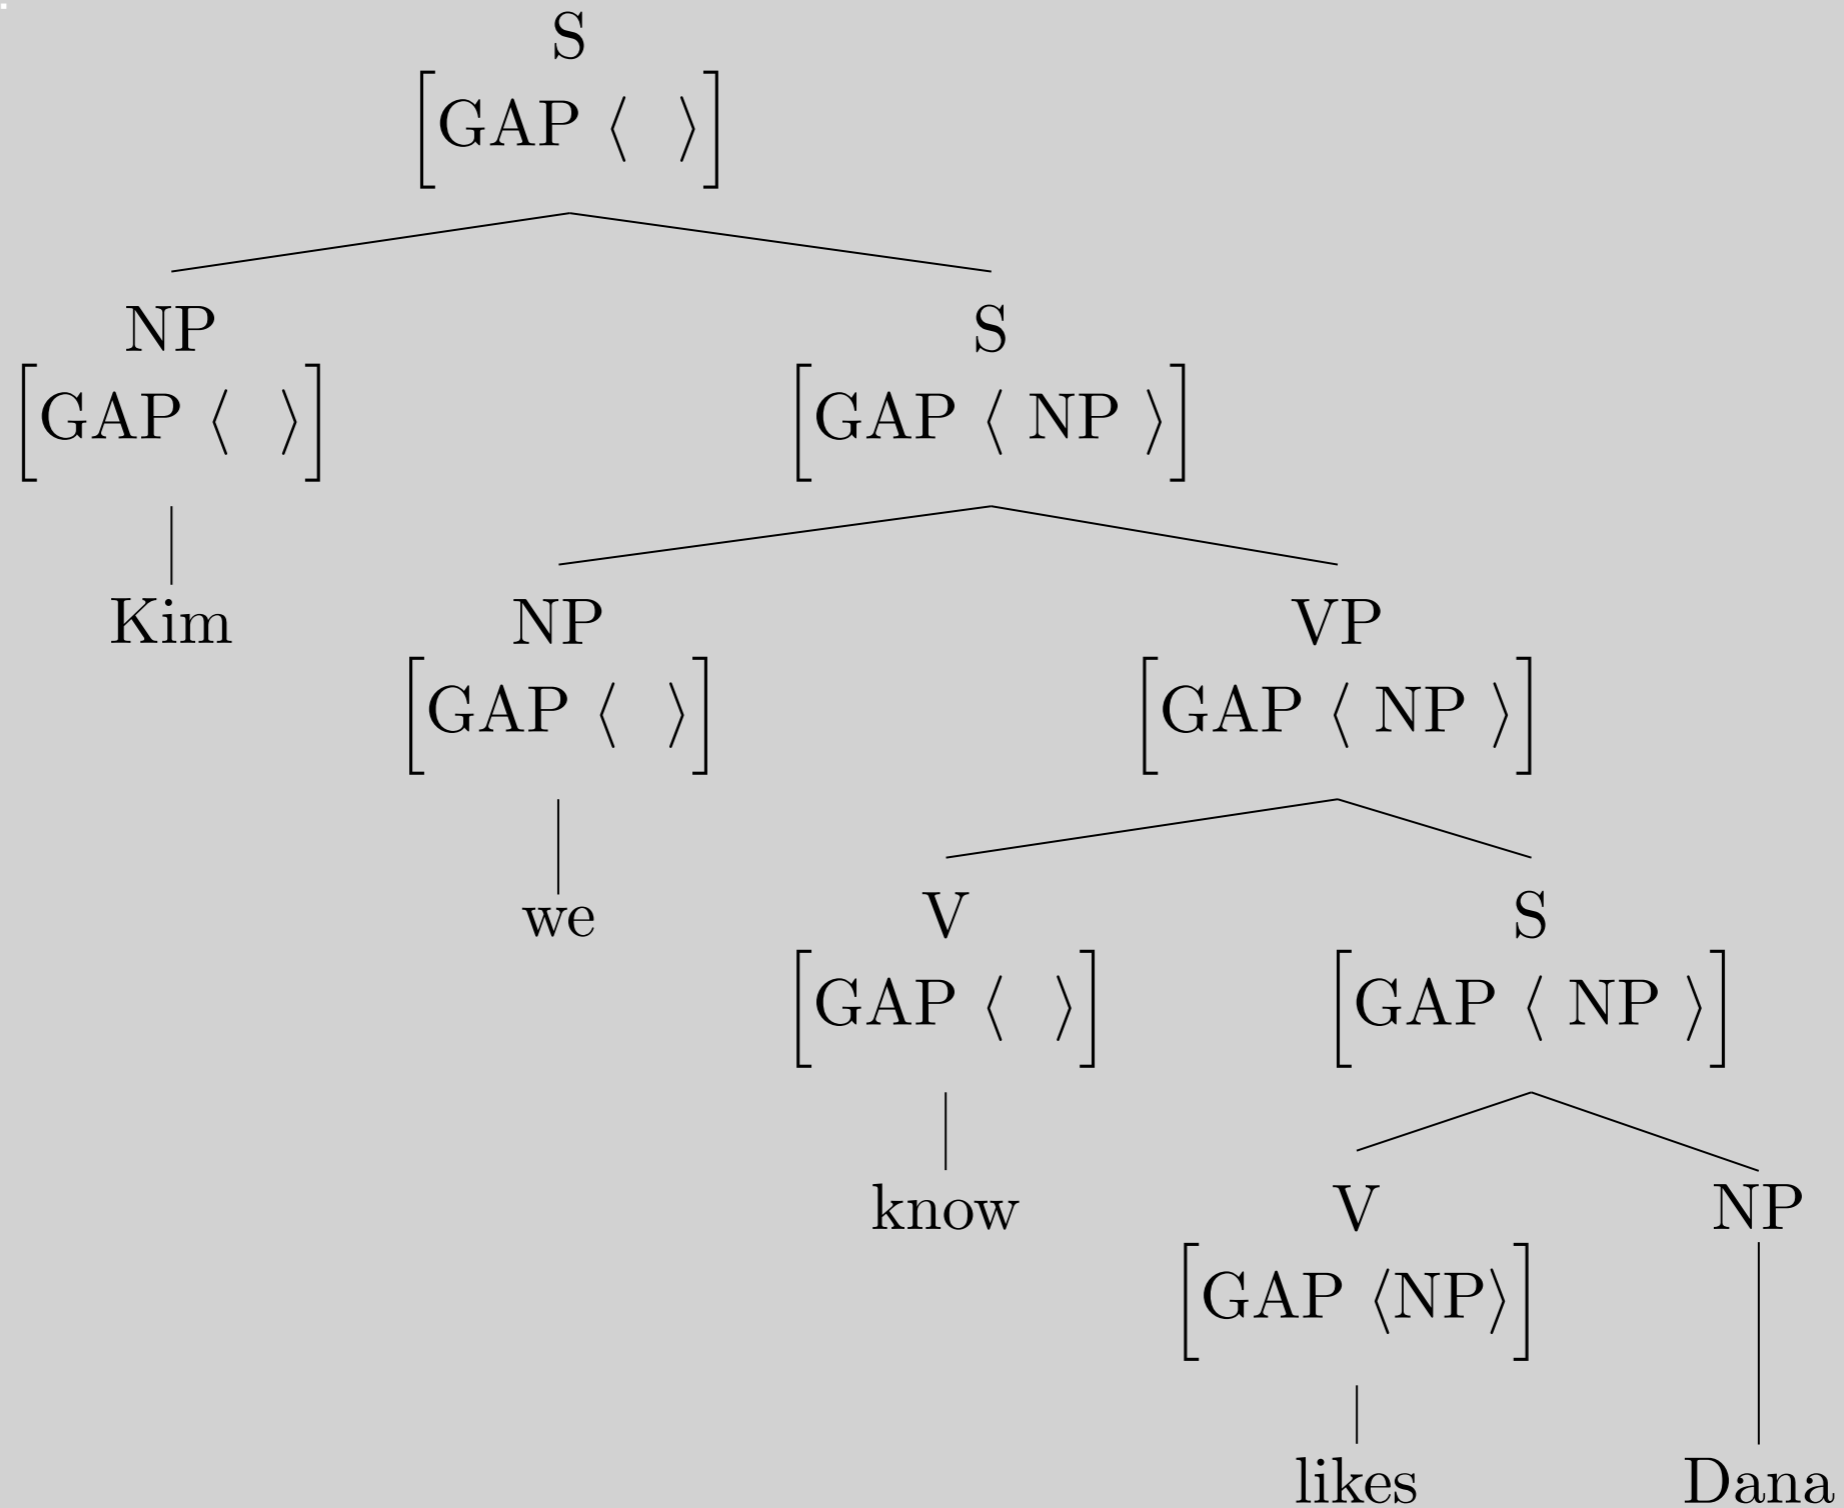 S
[GAP ⟨ ⟩]
NP S
[GAP ⟨ ⟩] [GAP ⟨ NP ⟩]
Kim NP VP
[GAP ⟨ ⟩] [GAP ⟨ NP ⟩]
we V S
[GAP ⟨ ⟩] [GAP ⟨ NP ⟩]
know V NP
[GAP ⟨NP⟩]
likes Dana